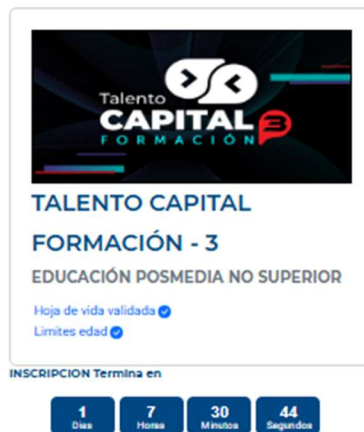 Talento
CAPITAL 3
FORMACIÓN
TALENTO CAPITAL
FORMACIÓN - 3
EDUCACIÓN POSMEDIA NO SUPERIOR
Hoja de vida validada
Limites edad
INSCRIPCION Termina en
1 7 30 44
Dias Horas Minutos Segundos